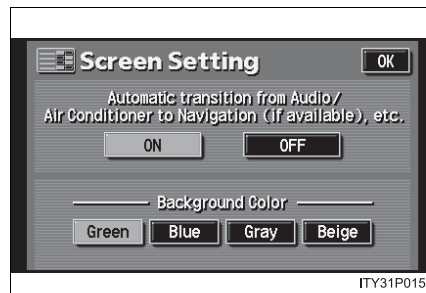 Screen Setting OK
Automatic transition from Audio/
Air Conditioner to Navigation (if available), etc.
ON OFF
Background Color
Green Blue Gray Beige
ITY31P015